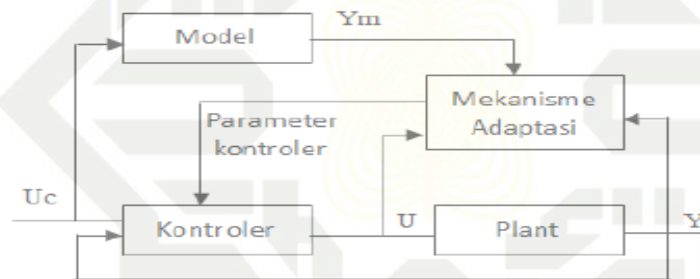 Model
Ym
Mekanisme
Adaptasi
Parameter
kontroler
Uc
Kontroler
U
Plant
Y